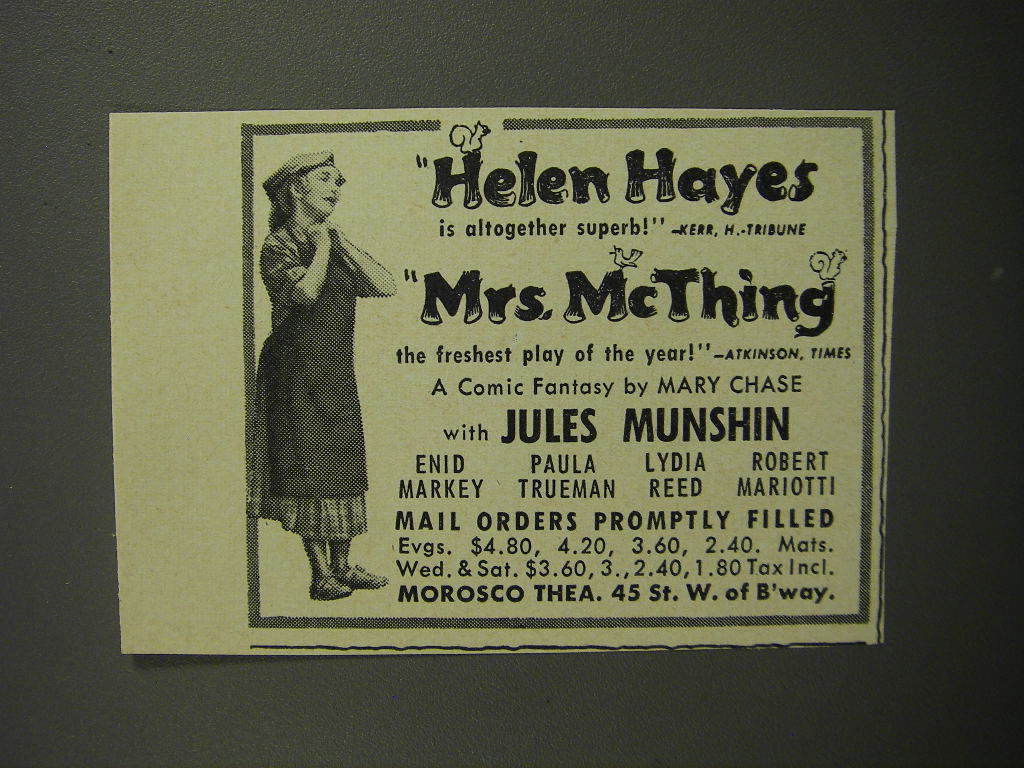 "Helen Hayes
is altogether superb!" -KERR, H.-TRIBUNE
"Mrs. McThing
the freshest play of the year!"-ATKINSON, TIMES
A Comic Fantasy by MARY CHASE
with JULES MUNSHIN
ENID PAULA LYDIA ROBERT
MARKEY TRUEMAN REED MARIOTTI
MAIL ORDERS PROMPTLY FILLED
Evgs. $4.80, 4.20, 3.60, 2.40. Mats.
Wed. & Sat. $3.60, 3., 2.40, 1.80 Tax Incl.
MOROSCO THEA. 45 St. W. of B'way.